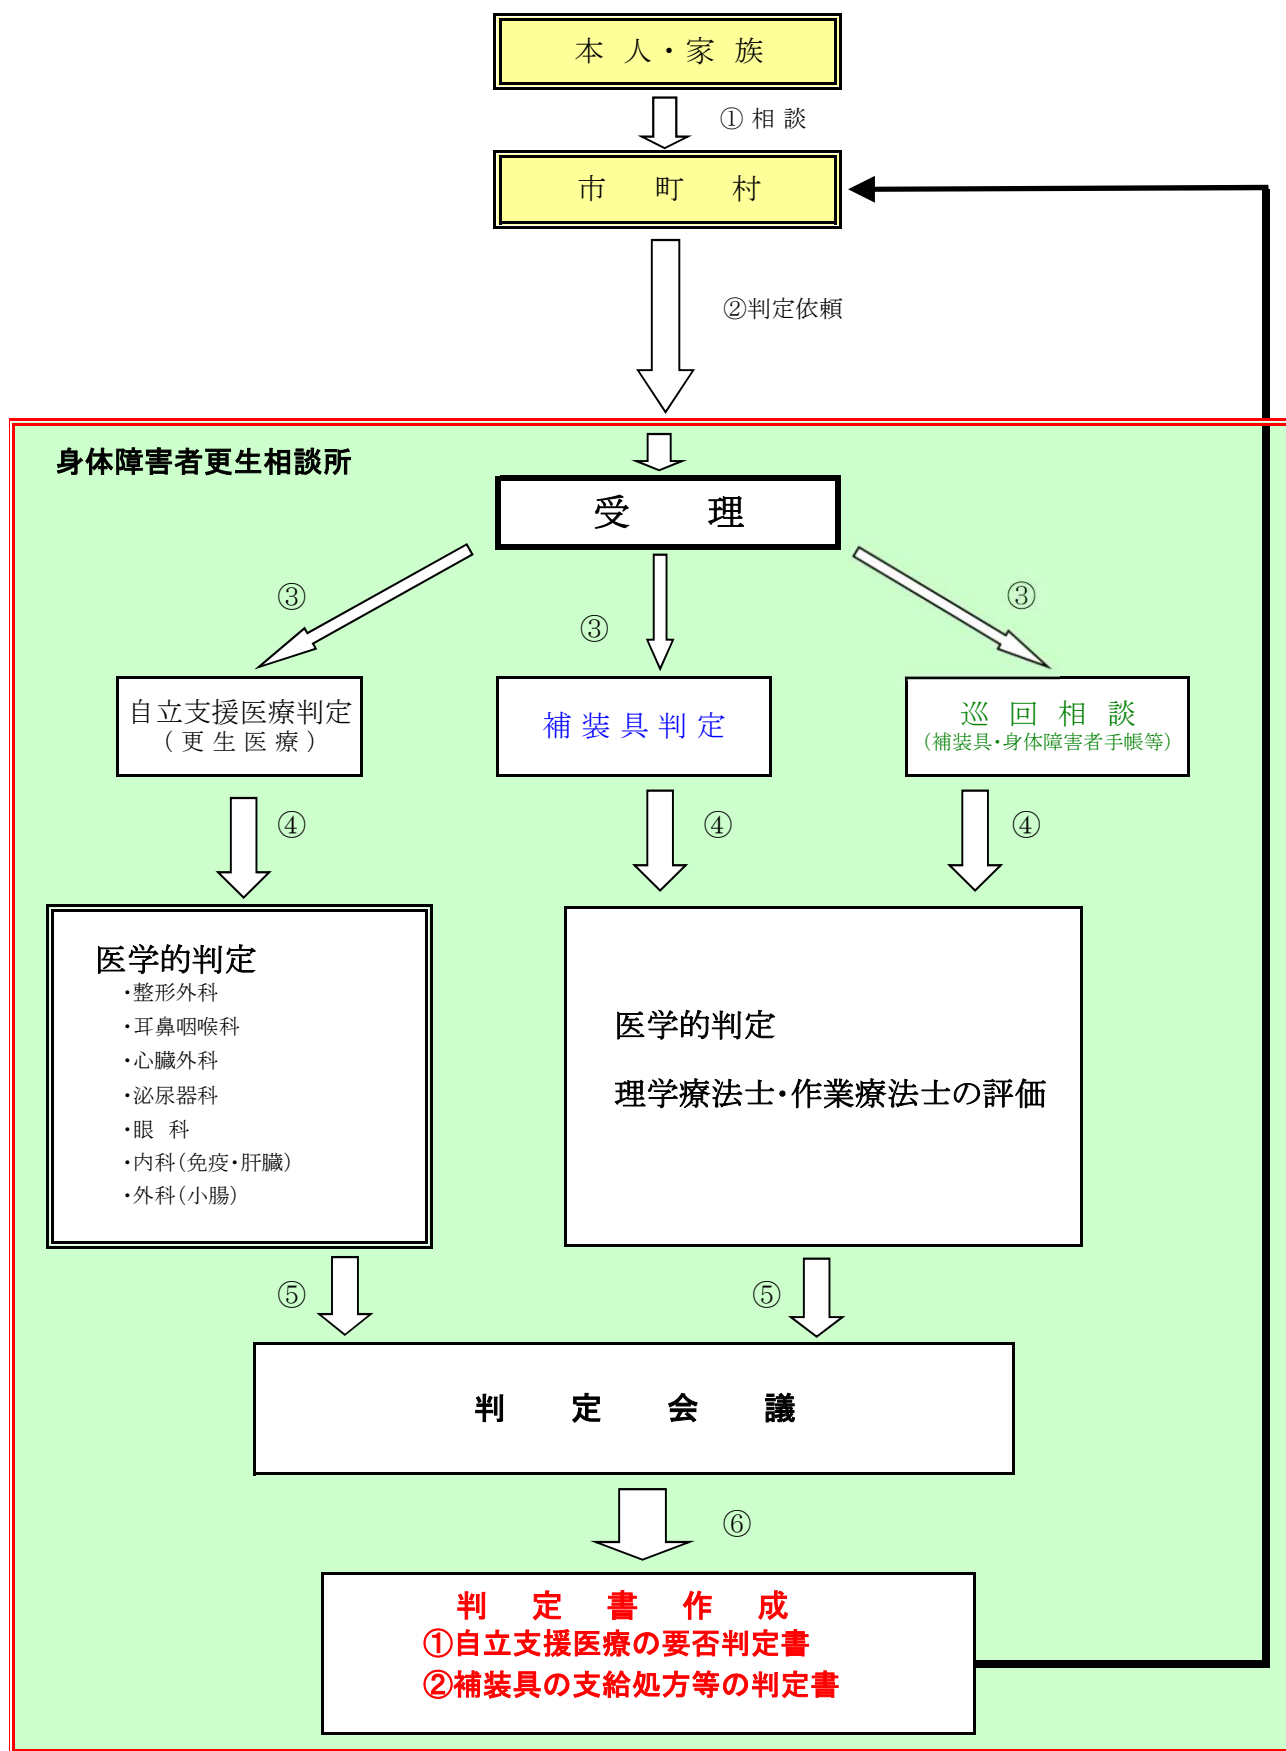 本 人・家 族
① 相 談
市 町 村
②判定依頼
身体障害者更生相談所
受 理
③
③
③
自立支援医療判定
（ 更 生 医 療 ）
補 装 具 判 定
巡 回 相 談
（補装具・身体障害者手帳等）
④
④
④
医学的判定
・整形外科
・耳鼻咽喉科
・心臓外科
・泌尿器科
・眼 科
・内科（免疫・肝臓）
・外科（小腸）
医学的判定
理学療法士・作業療法士の評価
⑤
⑤
判 定 会 議
⑥
判 定 書 作 成
①自立支援医療の要否判定書
②補装具の支給処方等の判定書